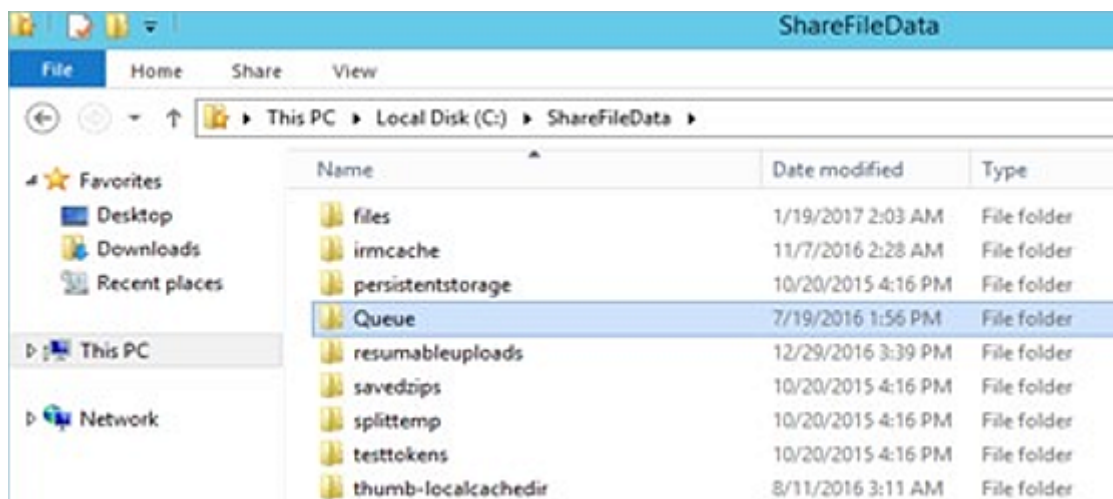 ShareFileData
File Home Share View
This PC Local Disk (C:) ShareFileData
Favorites
Desktop
Downloads
Recent places
This PC
Network
Name Date modified Type
files 1/19/2017 2:03 AM File folder
irmcache 11/7/2016 2:28 AM File folder
persistentstorage 10/20/2015 4:16 PM File folder
Queue 7/19/2016 1:56 PM File folder
resumableuploads 12/29/2016 3:39 PM File folder
savedzips 10/20/2015 4:16 PM File folder
splittemp 10/20/2015 4:16 PM File folder
testtokens 10/20/2015 4:16 PM File folder
thumb-localcachedir 8/11/2016 3:11 AM File folder